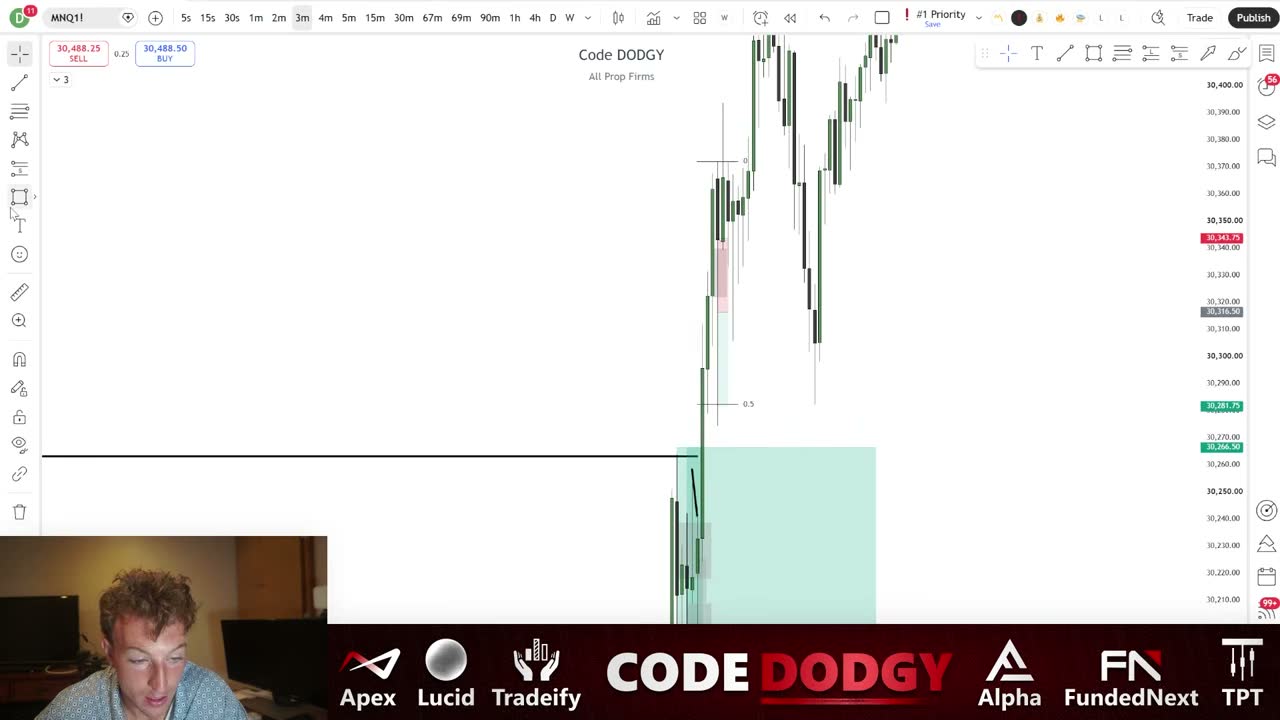 D
11
MNQ1!
5s 15s 30s 1m 2m 3m 4m 5m 15m 30m 67m 69m 90m 1h 4h D W
#1 Priority
Save
L
L
Trade
Publish
30,488.25
SELL
0.25
30,488.50
BUY
3
Code DODGY
All Prop Firms
T
L
S
56
30,400.00
30,390.00
30,380.00
30,370.00
30,360.00
30,350.00
30,343.75
30,340.00
30,330.00
30,320.00
30,316.50
30,310.00
30,300.00
30,290.00
30,281.75
30,270.00
30,266.50
30,260.00
30,250.00
30,240.00
30,230.00
30,220.00
30,210.00
0
0.5
S
T
99+
CODE DODGY
Apex
Lucid
Tradeify
Alpha
FN
FundedNext
TPT